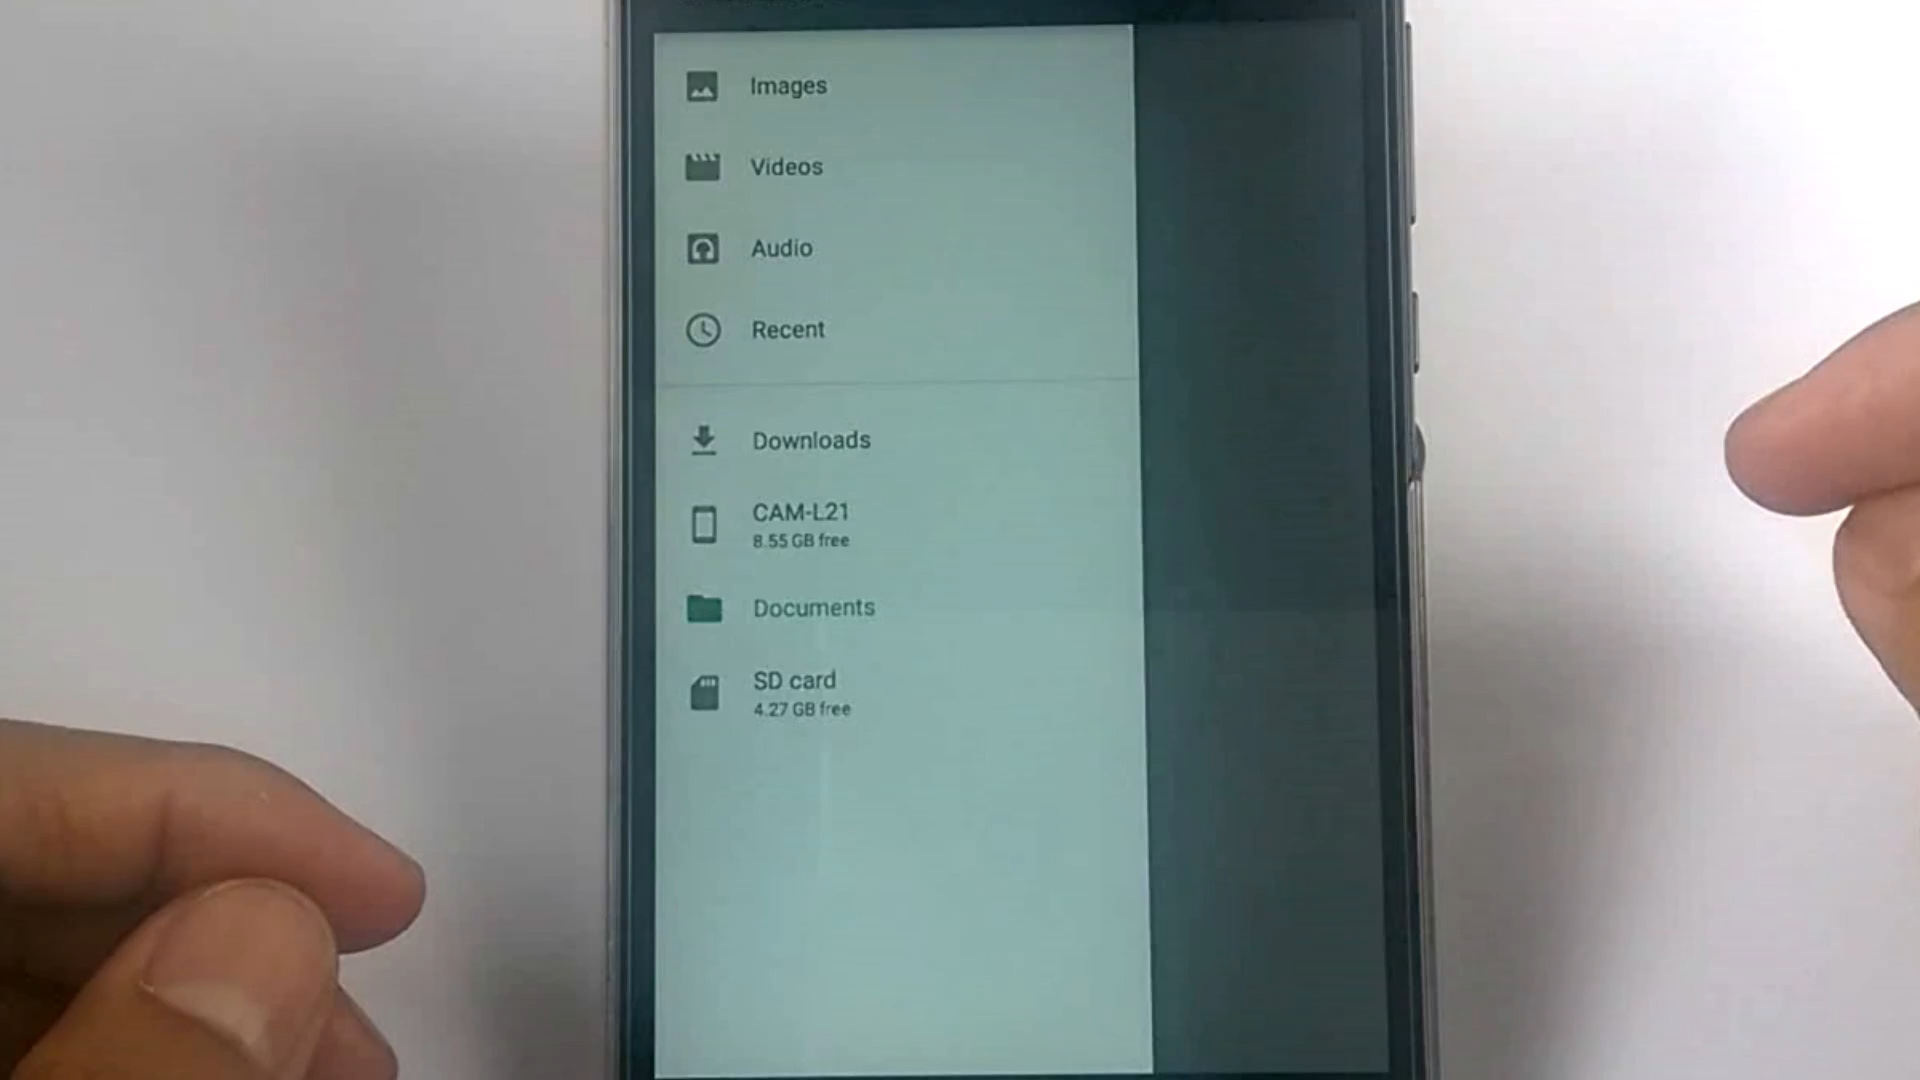 Images
Videos
Audio
Recent
Downloads
CAM-L21
8.55 GB free
Documents
SD card
4.27 GB free